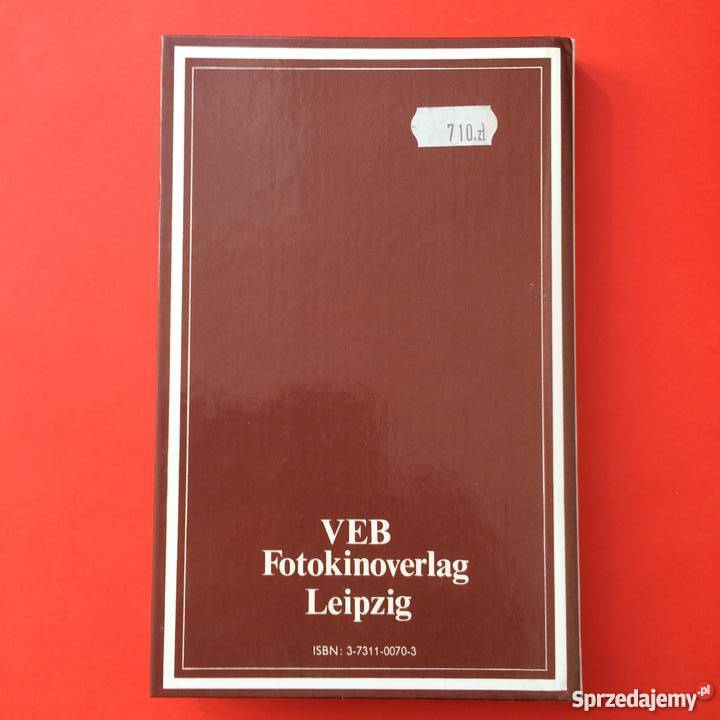 710.zł
VEB
Fotokinoverlag
Leipzig
ISBN: 3-7311-0070-3
Sprzedajemy.pl